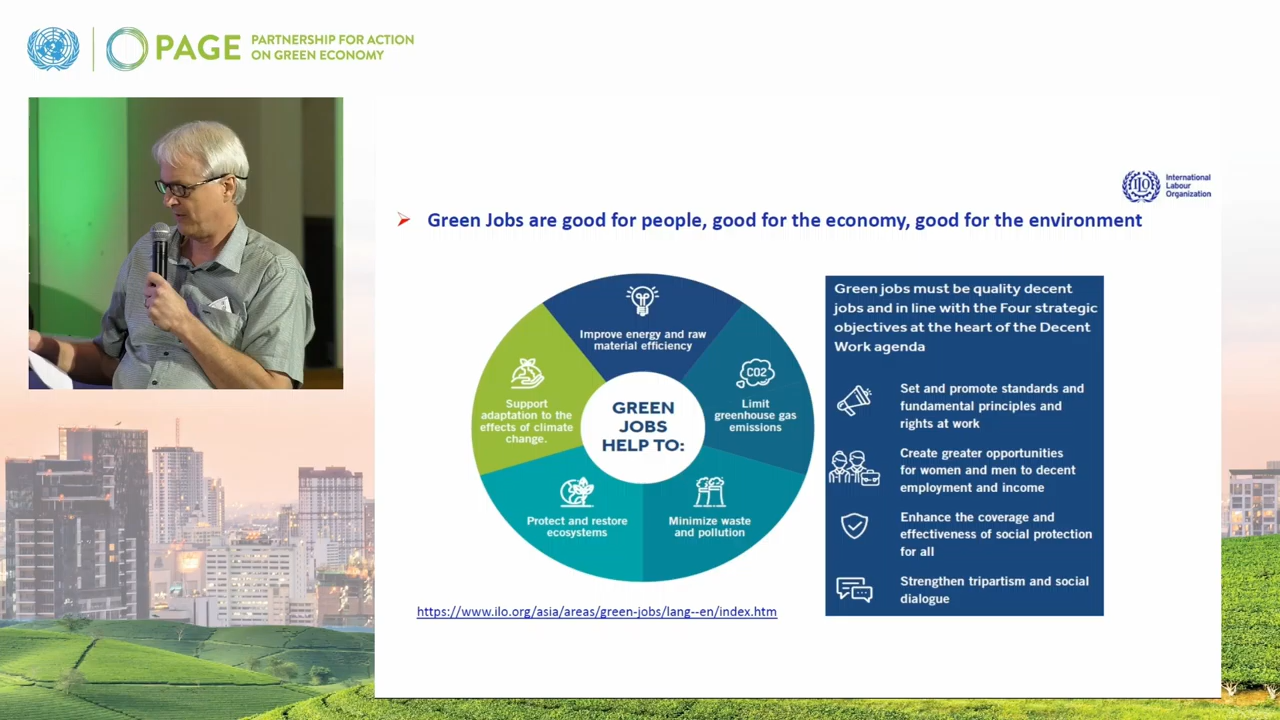 PAGE
PARTNERSHIP FOR ACTION
ON GREEN ECONOMY
International
Labour
Organization
Green Jobs are good for people, good for the economy, good for the environment
Improve energy and raw
material efficiency
CO2
Limit
greenhouse gas
emissions
Minimize waste
and pollution
Protect and restore
ecosystems
Support
adaptation to the
effects of climate
change.
GREEN
JOBS
HELP TO:
https://www.ilo.org/asia/areas/green-jobs/lang--en/index.htm
Green jobs must be quality decent
jobs and in line with the Four strategic
objectives at the heart of the Decent
Work agenda
Set and promote standards and
fundamental principles and
rights at work
Create greater opportunities
for women and men to decent
employment and income
Enhance the coverage and
effectiveness of social protection
for all
Strengthen tripartism and social
dialogue